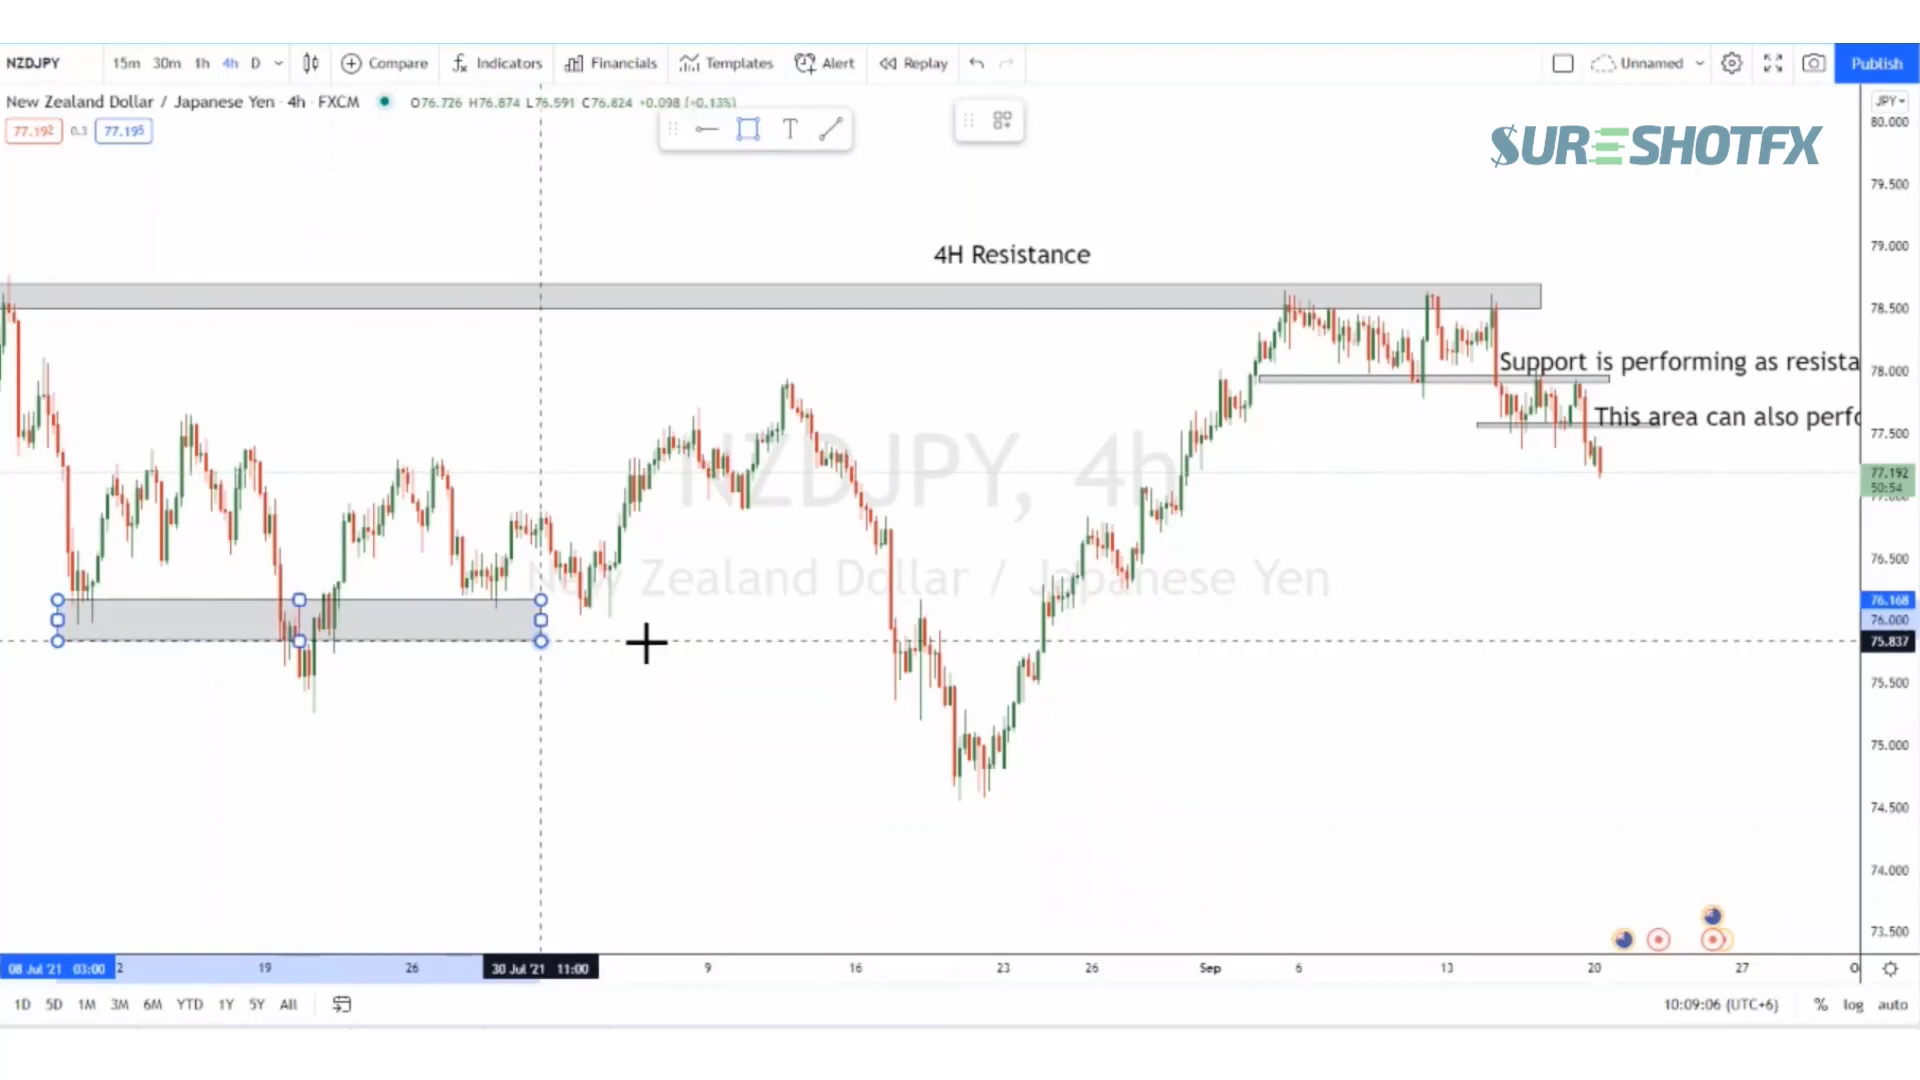 NZDJPY 15m 30m 1h 4h D Compare Indicators Financials Templates Alert Replay Unnamed Publish
New Zealand Dollar / Japanese Yen · 4h · FXCM O76.726 H76.874 L76.591 C76.824 +0.098 (+0.13%)
JPY
77.192 0.3 77.195
T
80.000
$URESHOTFX
79.500
79.000
4H Resistance
78.500
Support is performing as resista
78.000
This area can also perfo
77.500
NZDJPY, 4h
77.192
50:54
77.000
76.500
New Zealand Dollar / Japanese Yen
76.168
76.000
75.837
75.500
75.000
74.500
74.000
73.500
08 Jul '21 03:00 2 19 26 30 Jul '21 11:00 9 16 23 26 Sep 6 13 20 27
1D 5D 1M 3M 6M YTD 1Y 5Y All 10:09:06 (UTC+6) % log auto